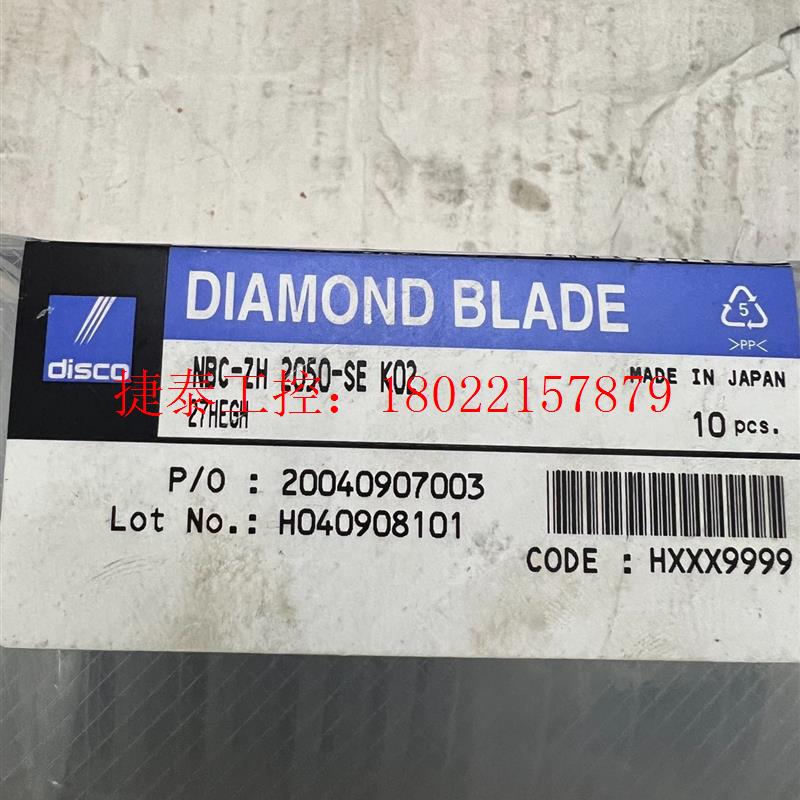 DIAMOND BLADE
5
>PP<
disco
NBC-ZH 2050-SE K02
MADE IN JAPAN
捷泰工控：18022157879
27HEGH
10 pcs.
P/O : 20040907003
Lot No.: H040908101
CODE : HXXX9999